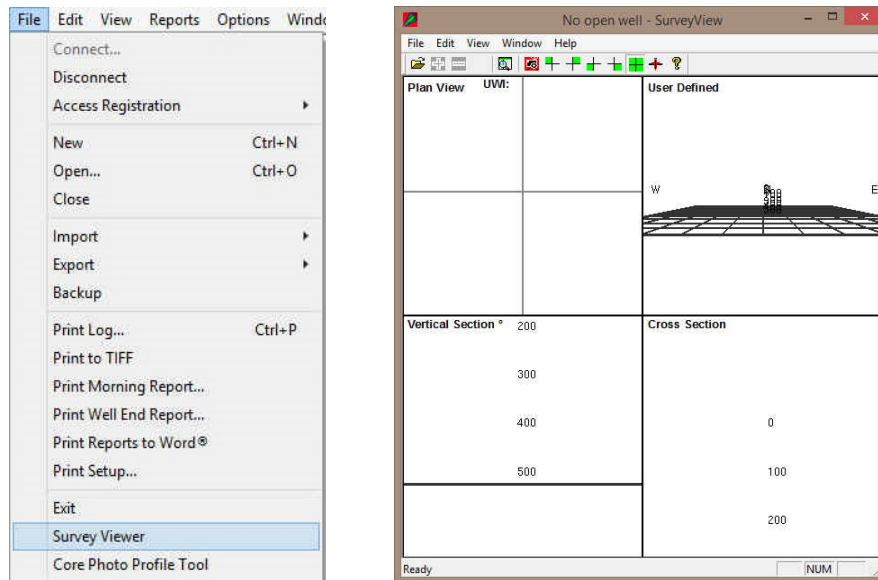 File Edit View Reports Options Windo
Connect...
Disconnect
Access Registration
New Ctrl+N
Open... Ctrl+O
Close
Import
Export
Backup
Print Log... Ctrl+P
Print to TIFF
Print Morning Report...
Print Well End Report...
Print Reports to Word®
Print Setup...
Exit
Survey Viewer
Core Photo Profile Tool
No open well - SurveyView
File Edit View Window Help
Plan View UWI:
User Defined
W E
Vertical Section ° 200
300
400
500
Cross Section
0
100
200
Ready NUM